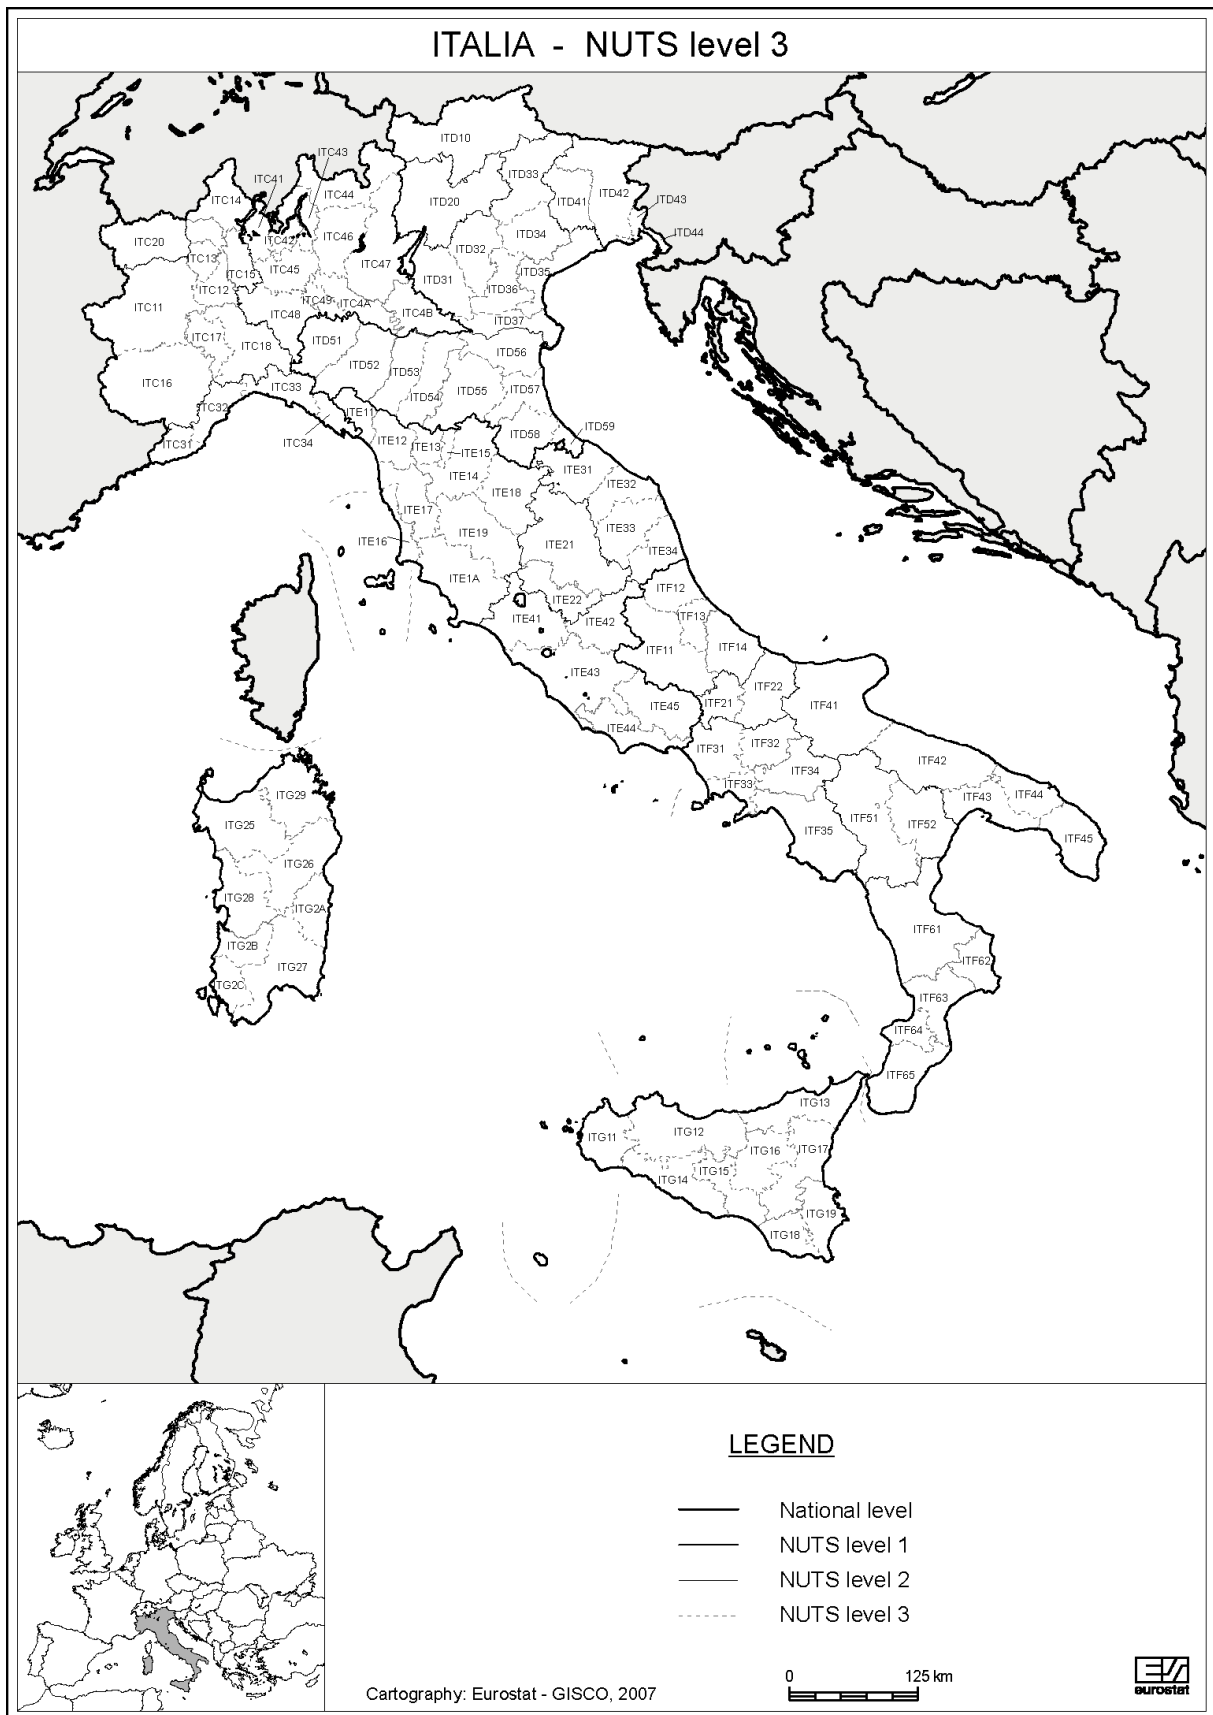 ITALIA - NUTS level 3
ITD10
ITC43
ITC41
ITC44
ITD33
ITC14
ITD20
ITD41
ITD42
ITD43
ITD44
ITC20
ITC42
ITC46
ITD32
ITD34
ITC13
ITC15
ITC45
ITC47
ITD31
ITD35
ITC12
ITD36
ITC11
ITC49
ITC4A
ITC48
ITC4B
ITD37
ITC17
ITC18
ITD51
ITD56
ITD52
ITD53
ITC16
ITC33
ITD55
ITD57
ITD54
ITC32
ITE11
ITC31
ITC34
ITE12
ITE13
ITD58
ITD59
ITE15
ITE14
ITE31
ITE32
ITE18
ITE17
ITE19
ITE33
ITE16
ITE21
ITE34
ITE1A
ITF12
ITE22
ITE41
ITE42
ITF13
ITF11
ITF14
ITE43
ITF22
ITE45
ITF21
ITF41
ITE44
ITF31
ITF32
ITF42
ITF34
ITF33
ITG29
ITF43
ITF44
ITG25
ITF35
ITF51
ITF52
ITF45
ITG26
ITG28
ITG2A
ITF61
ITG2B
ITG27
ITF62
ITG2C
ITF63
ITF64
ITF65
ITG13
ITG11
ITG12
ITG16
ITG17
ITG14
ITG15
ITG19
ITG18
LEGEND
National level
NUTS level 1
NUTS level 2
NUTS level 3
0 125 km
Cartography: Eurostat - GISCO, 2007
eurostat